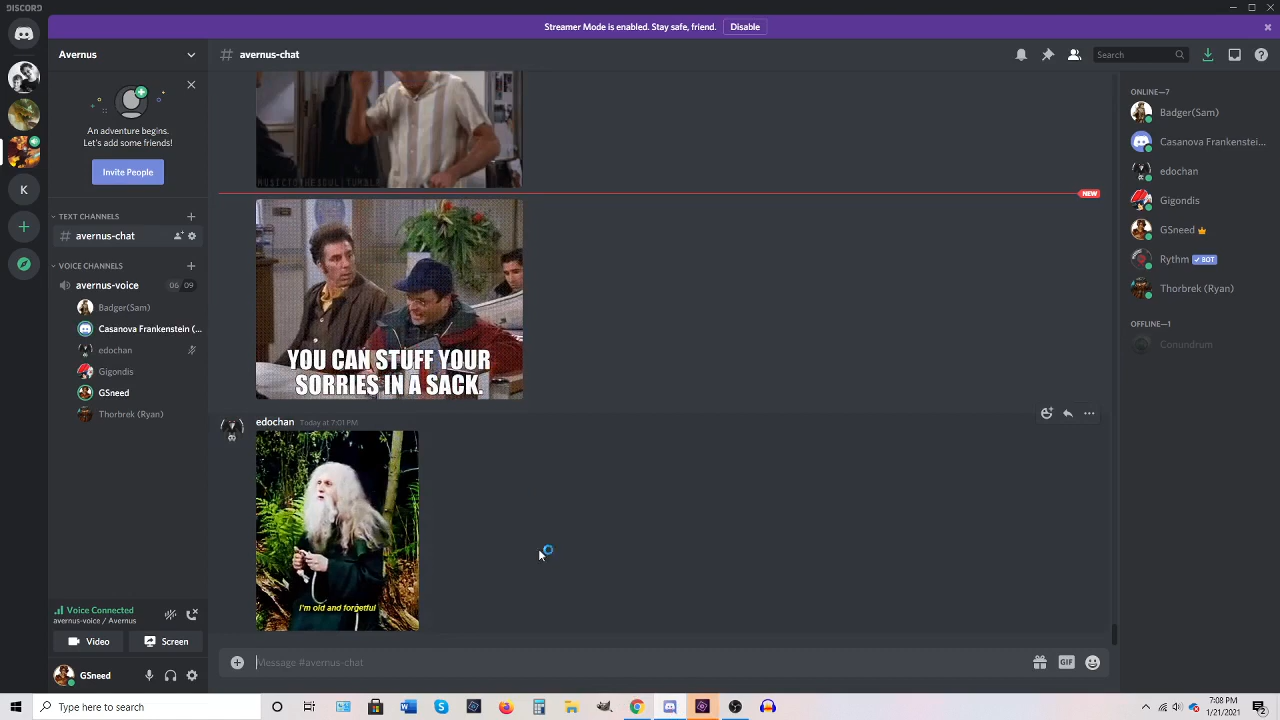 DISCORD
Streamer Mode is enabled. Stay safe, friend.
Disable
Avernus
# avernus-chat
Search
An adventure begins.
Let's add some friends!
Invite People
TEXT CHANNELS
# avernus-chat
VOICE CHANNELS
avernus-voice
06 09
Badger(Sam)
Casanova Frankenstein (...
edochan
Gigondis
GSneed
Thorbrek (Ryan)
Voice Connected
avernus-voice / Avernus
Video
Screen
GSneed
MUSICTOTHESOUL.TUMBLR
NEW
YOU CAN STUFF YOUR
SORRIES IN A SACK.
edochan Today at 7:01 PM
I'm old and forgetful
Message #avernus-chat
GIF
ONLINE—7
Badger(Sam)
Casanova Frankenstei...
edochan
Gigondis
GSneed
Rythm ✓ BOT
Thorbrek (Ryan)
OFFLINE—1
Conundrum
K
Type here to search
7:08 PM
1/21/2021
2